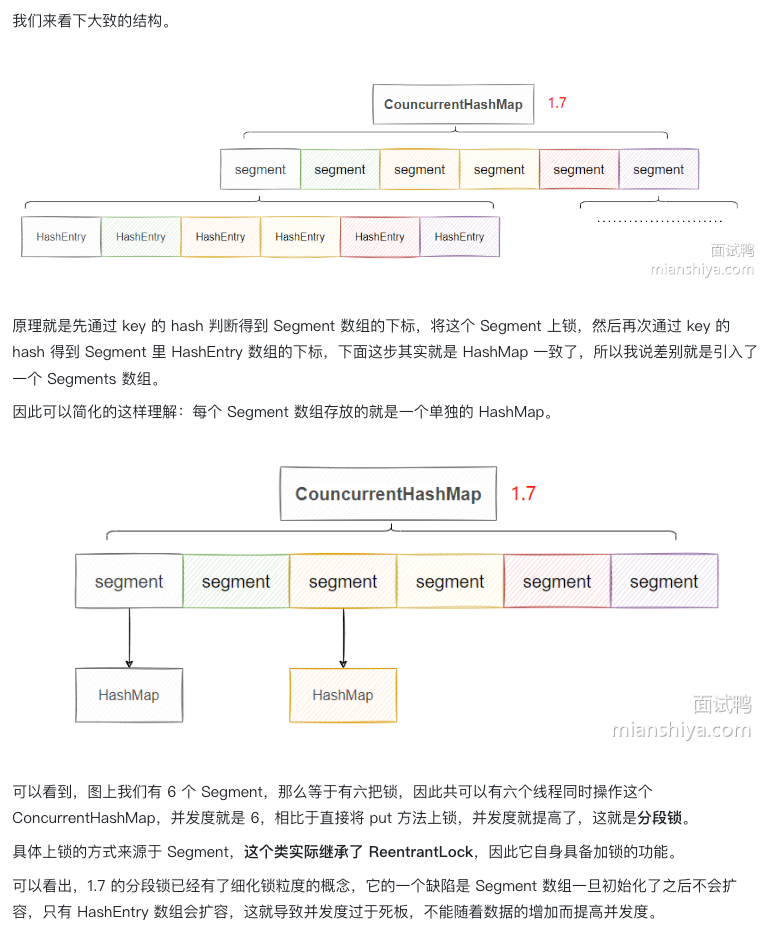 我们来看下大致的结构。
CouncurrentHashMap 1.7
segment segment segment segment segment segment
HashEntry HashEntry HashEntry HashEntry HashEntry HashEntry
........................
面试鸭
mianshiya.com
原理就是先通过 key 的 hash 判断得到 Segment 数组的下标，将这个 Segment 上锁，然后再次通过 key 的
hash 得到 Segment 里 HashEntry 数组的下标，下面这步其实就是 HashMap 一致了，所以我说差别就是引入了
一个 Segments 数组。
因此可以简化的这样理解：每个 Segment 数组存放的就是一个单独的 HashMap。
CouncurrentHashMap 1.7
segment segment segment segment segment segment
HashMap HashMap
面试鸭
mianshiya.com
可以看到，图上我们有 6 个 Segment，那么等于有六把锁，因此共可以有六个线程同时操作这个
ConcurrentHashMap，并发度就是 6，相比于直接将 put 方法上锁，并发度就提高了，这就是分段锁。
具体上锁的方式来源于 Segment，这个类实际继承了 ReentrantLock，因此它自身具备加锁的功能。
可以看出，1.7 的分段锁已经有了细化锁粒度的概念，它的一个缺陷是 Segment 数组一旦初始化了之后不会扩
容，只有 HashEntry 数组会扩容，这就导致并发度过于死板，不能随着数据的增加而提高并发度。